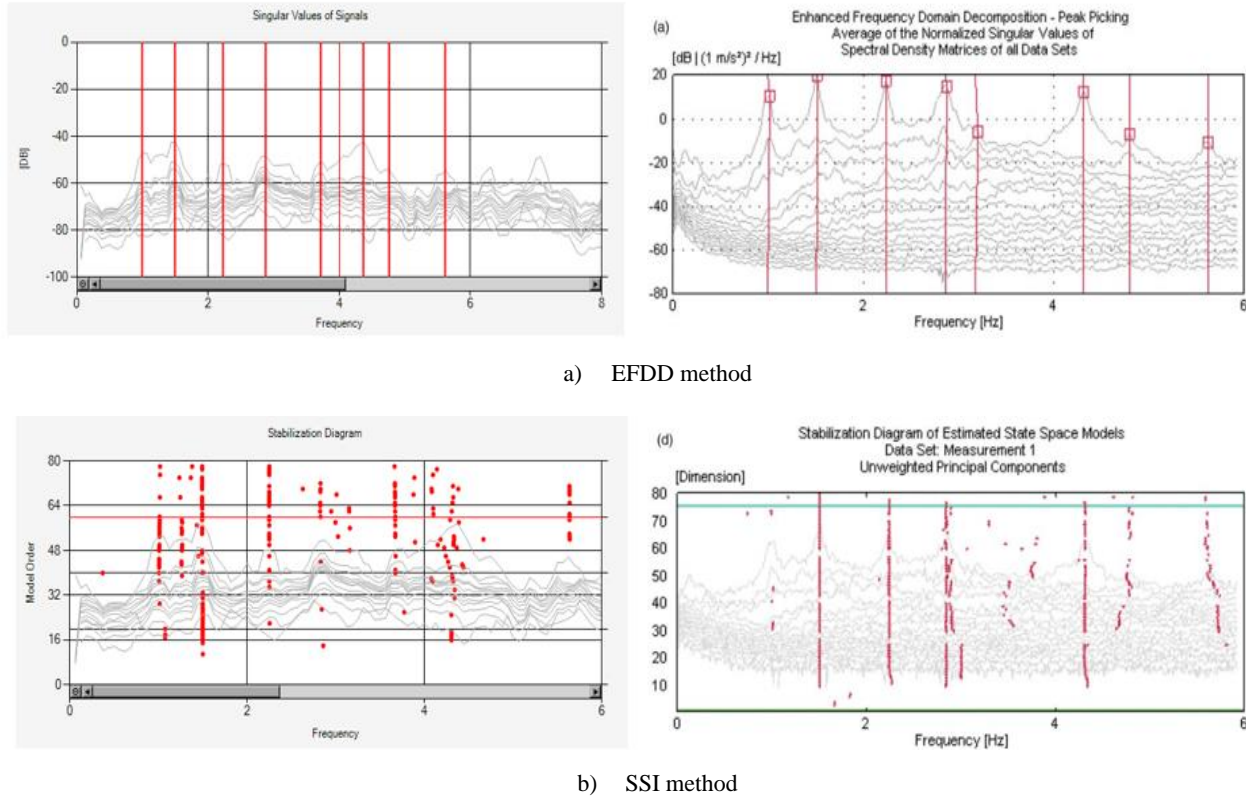 Singular Values of Signals
[DB]
0
-20
-40
-60
-80
-100
0
2
4
6
8
Frequency
(a)
Enhanced Frequency Domain Decomposition - Peak Picking
Average of the Normalized Singular Values of
Spectral Density Matrices of all Data Sets
[dB | (1 m/s²)² / Hz]
20
0
-20
-40
-60
-80
0
2
4
6
Frequency [Hz]
a) EFDD method
Stabilization Diagram
Model Order
80
64
48
32
16
0
0
2
4
6
Frequency
(d)
Stabilization Diagram of Estimated State Space Models
Data Set: Measurement 1
Unweighted Principal Components
[Dimension]
80
70
60
50
40
30
20
10
0
2
4
6
Frequency [Hz]
b) SSI method